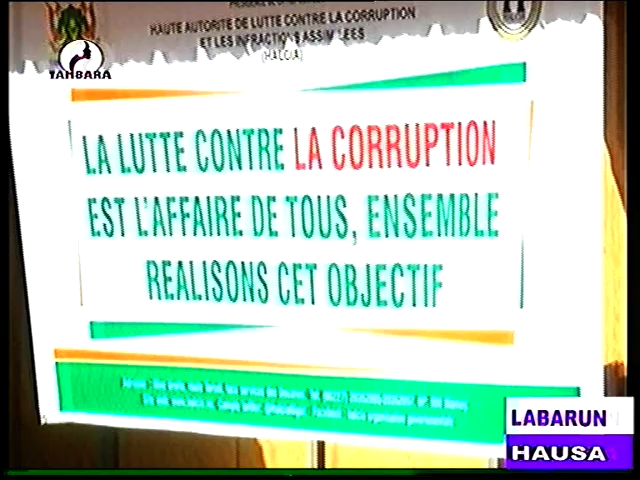 HAUTE AUTORITE DE LUTTE CONTRE LA CORRUPTION
ET LES INFRACTIONS ASSIMILEES
(HALCIA)
TAMBARA
LA LUTTE CONTRE LA CORRUPTION
EST L'AFFAIRE DE TOUS, ENSEMBLE
REALISONS CET OBJECTIF
LABARUN
HAUSA